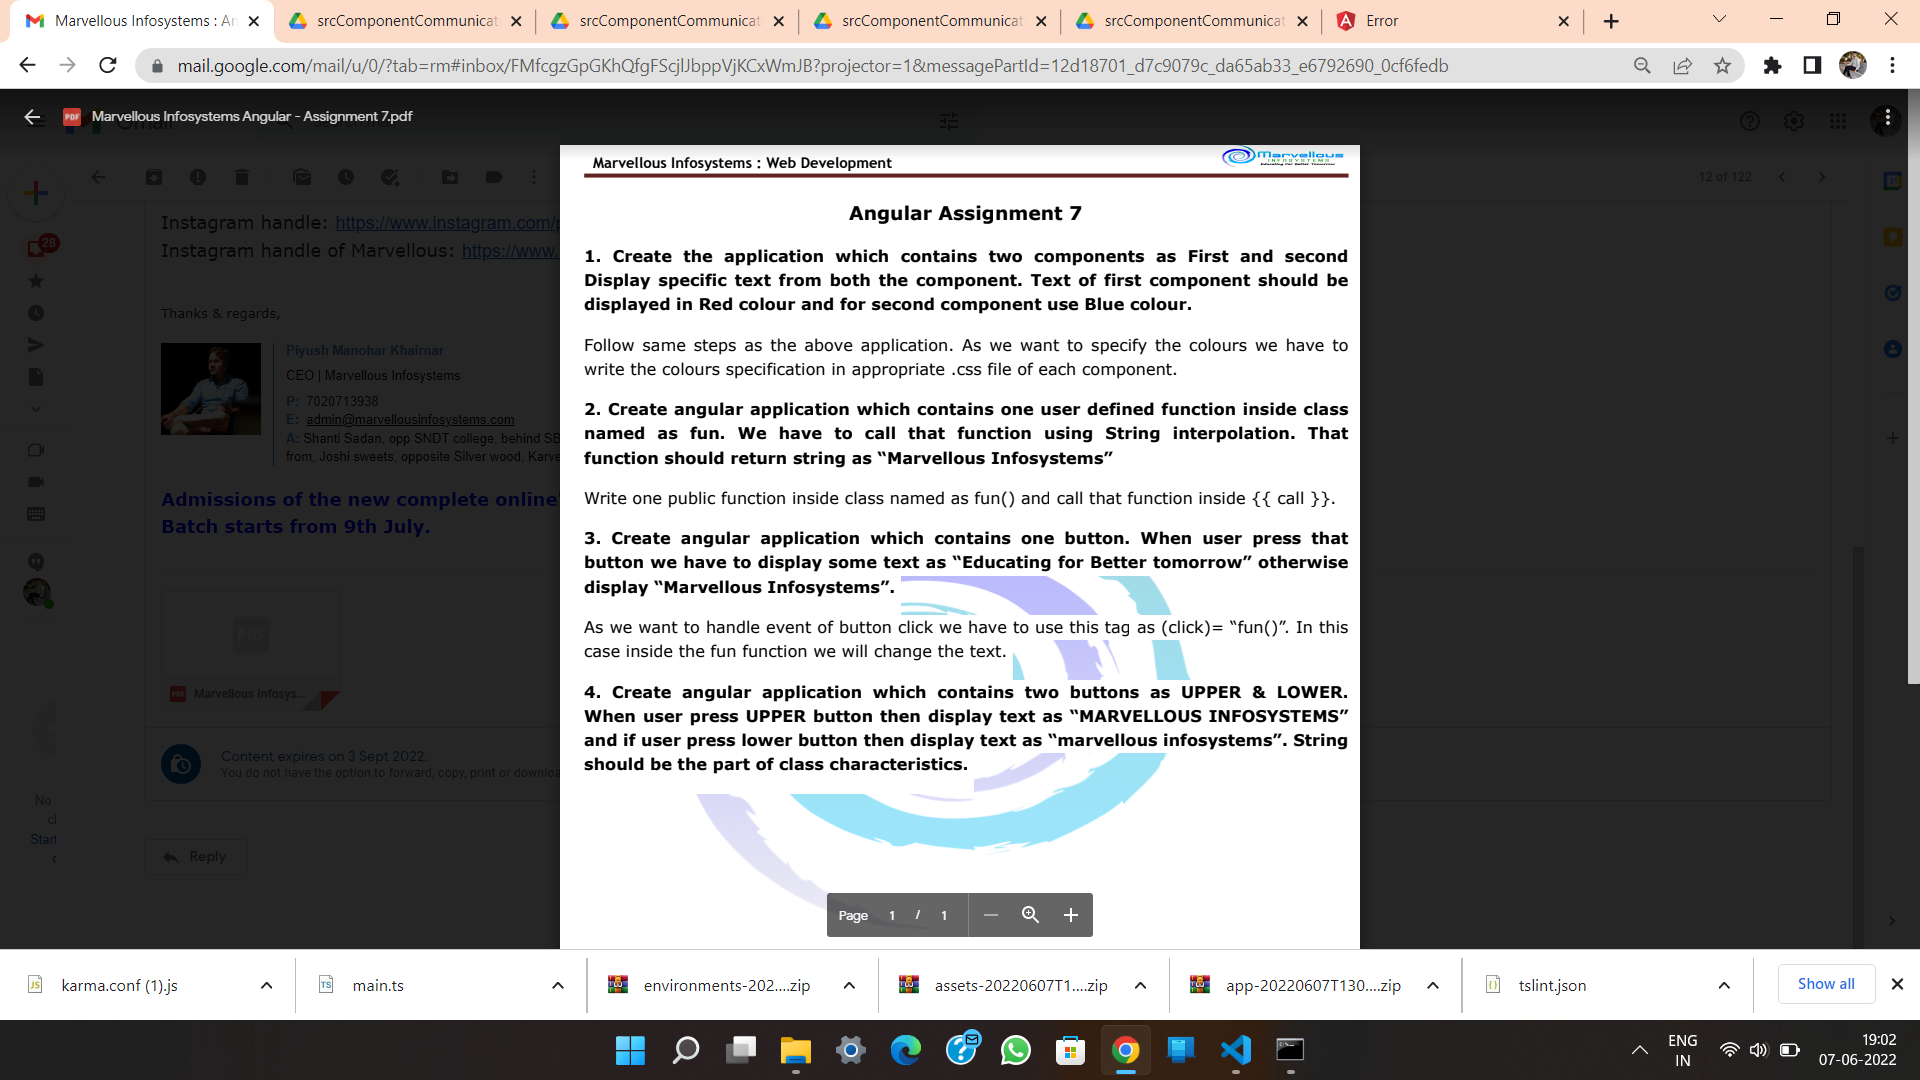 Marvellous Infosystems : An
srcComponentCommunicat
srcComponentCommunicat
srcComponentCommunicat
srcComponentCommunicat
Error
mail.google.com/mail/u/0/?tab=rm#inbox/FMfcgzGpGKhQfgFScjlJbppVjKCxWmJB?projector=1&messagePartId=12d18701_d7c9079c_da65ab33_e6792690_0cf6fedb
PDF
Marvellous Infosystems Angular - Assignment 7.pdf
12 of 122
28
Instagram handle: https://www.instagram.com/p
Instagram handle of Marvellous: https://www.
Thanks & regards,
Piyush Manohar Khairnar
CEO | Marvellous Infosystems
P: 7020713938
E: admin@marvellousinfosystems.com
A: Shanti Sadan, opp SNDT college, behind SB
from, Joshi sweets, opposite Silver wood, Karve
Admissions of the new complete online
Batch starts from 9th July.
PDF
PDF Marvellous Infosys...
Content expires on 3 Sept 2022.
You do not have the option to forward, copy, print or downloa
No
Start
Reply
Marvellous Infosystems : Web Development
Marvellous
INFOSYSTEMS
Educating for Better Tomorrow
Angular Assignment 7
1. Create the application which contains two components as First and second
Display specific text from both the component. Text of first component should be
displayed in Red colour and for second component use Blue colour.
Follow same steps as the above application. As we want to specify the colours we have to
write the colours specification in appropriate .css file of each component.
2. Create angular application which contains one user defined function inside class
named as fun. We have to call that function using String interpolation. That
function should return string as “Marvellous Infosystems”
Write one public function inside class named as fun() and call that function inside {{ call }}.
3. Create angular application which contains one button. When user press that
button we have to display some text as “Educating for Better tomorrow” otherwise
display “Marvellous Infosystems”.
As we want to handle event of button click we have to use this tag as (click)= “fun()”. In this
case inside the fun function we will change the text.
4. Create angular application which contains two buttons as UPPER & LOWER.
When user press UPPER button then display text as “MARVELLOUS INFOSYSTEMS”
and if user press lower button then display text as “marvellous infosystems”. String
should be the part of class characteristics.
Page 1 / 1
karma.conf (1).js
main.ts
environments-202....zip
assets-20220607T1....zip
app-20220607T130....zip
tslint.json
Show all
ENG
IN
19:02
07-06-2022